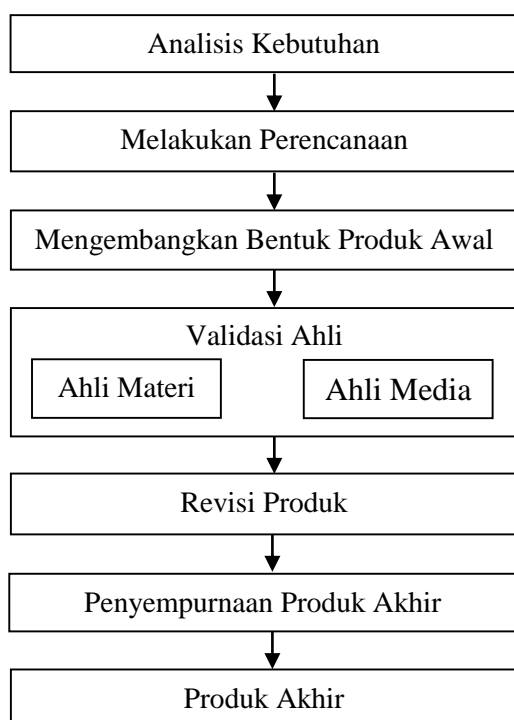 Analisis Kebutuhan
Melakukan Perencanaan
Mengembangkan Bentuk Produk Awal
Validasi Ahli
Ahli Materi
Ahli Media
Revisi Produk
Penyempurnaan Produk Akhir
Produk Akhir